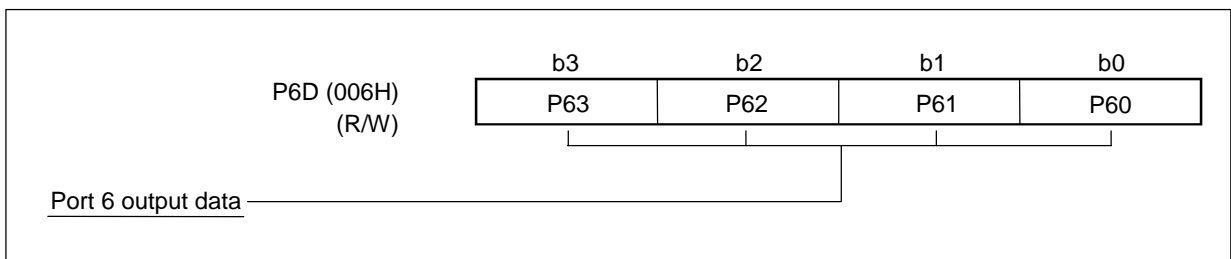 b3 b2 b1 b0
P6D (006H) P63 P62 P61 P60
(R/W)
Port 6 output data